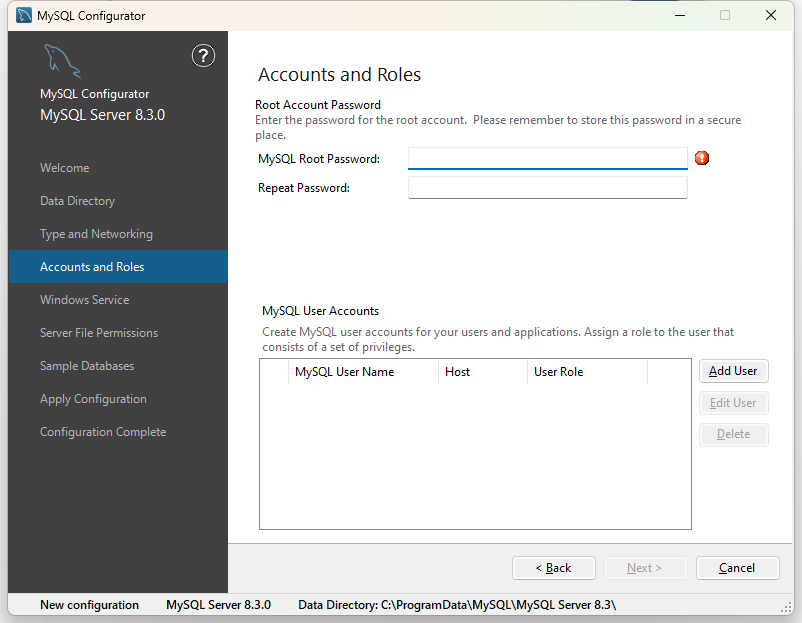 MySQL Configurator
?
MySQL Configurator
MySQL Server 8.3.0
Welcome
Data Directory
Type and Networking
Accounts and Roles
Windows Service
Server File Permissions
Sample Databases
Apply Configuration
Configuration Complete
Accounts and Roles
Root Account Password
Enter the password for the root account. Please remember to store this password in a secure
place.
MySQL Root Password:
Repeat Password:
MySQL User Accounts
Create MySQL user accounts for your users and applications. Assign a role to the user that
consists of a set of privileges.
MySQL User Name Host User Role
Add User
Edit User
Delete
< Back Next > Cancel
New configuration MySQL Server 8.3.0 Data Directory: C:\ProgramData\MySQL\MySQL Server 8.3\